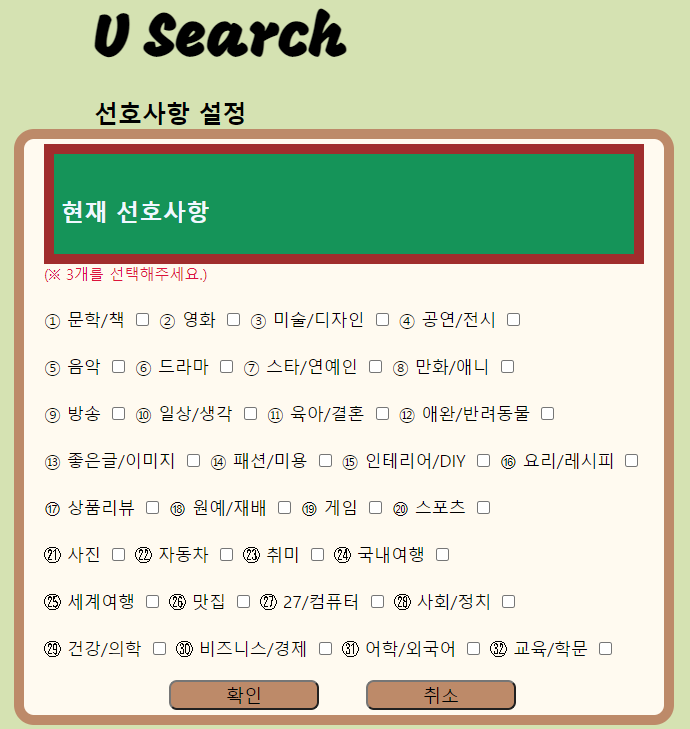 U Search
선호사항 설정
현재 선호사항
(※ 3개를 선택해주세요.)
① 문학/책 ② 영화 ③ 미술/디자인 ④ 공연/전시
⑤ 음악 ⑥ 드라마 ⑦ 스타/연예인 ⑧ 만화/애니
⑨ 방송 ⑩ 일상/생각 ⑪ 육아/결혼 ⑫ 애완/반려동물
⑬ 좋은글/이미지 ⑭ 패션/미용 ⑮ 인테리어/DIY ⑯ 요리/레시피
⑰ 상품리뷰 ⑱ 원예/재배 ⑲ 게임 ⑳ 스포츠
㉑ 사진 ㉒ 자동차 ㉓ 취미 ㉔ 국내여행
㉕ 세계여행 ㉖ 맛집 ㉗ 27/컴퓨터 ㉘ 사회/정치
㉙ 건강/의학 ㉚ 비즈니스/경제 ㉛ 어학/외국어 ㉜ 교육/학문
확인 취소